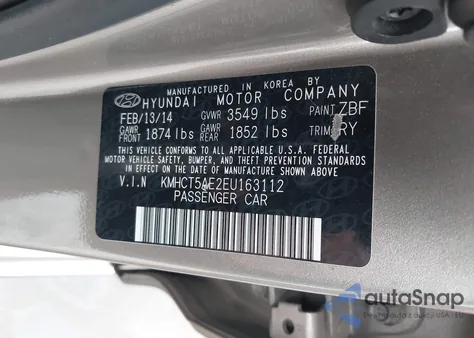 MANUFACTURED IN KOREA BY
HYUNDAI MOTOR COMPANY
FEB/13/14 GVWR 3549 lbs PAINT ZBF
GAWR 1874 lbs GAWR 1852 lbs TRIM RY
THIS VEHICLE CONFORMS TO ALL APPLICABLE U.S.A FEDERAL
MOTOR VEHICLE SAFETY, BUMPER, AND THEFT PREVENTION STANDARDS
IN EFFECT ON THE DATE OF MANUFACTURE SHOWN ABOVE.
V.I.N KMHCT5AE2EU163112
PASSENGER CAR
autoSnap